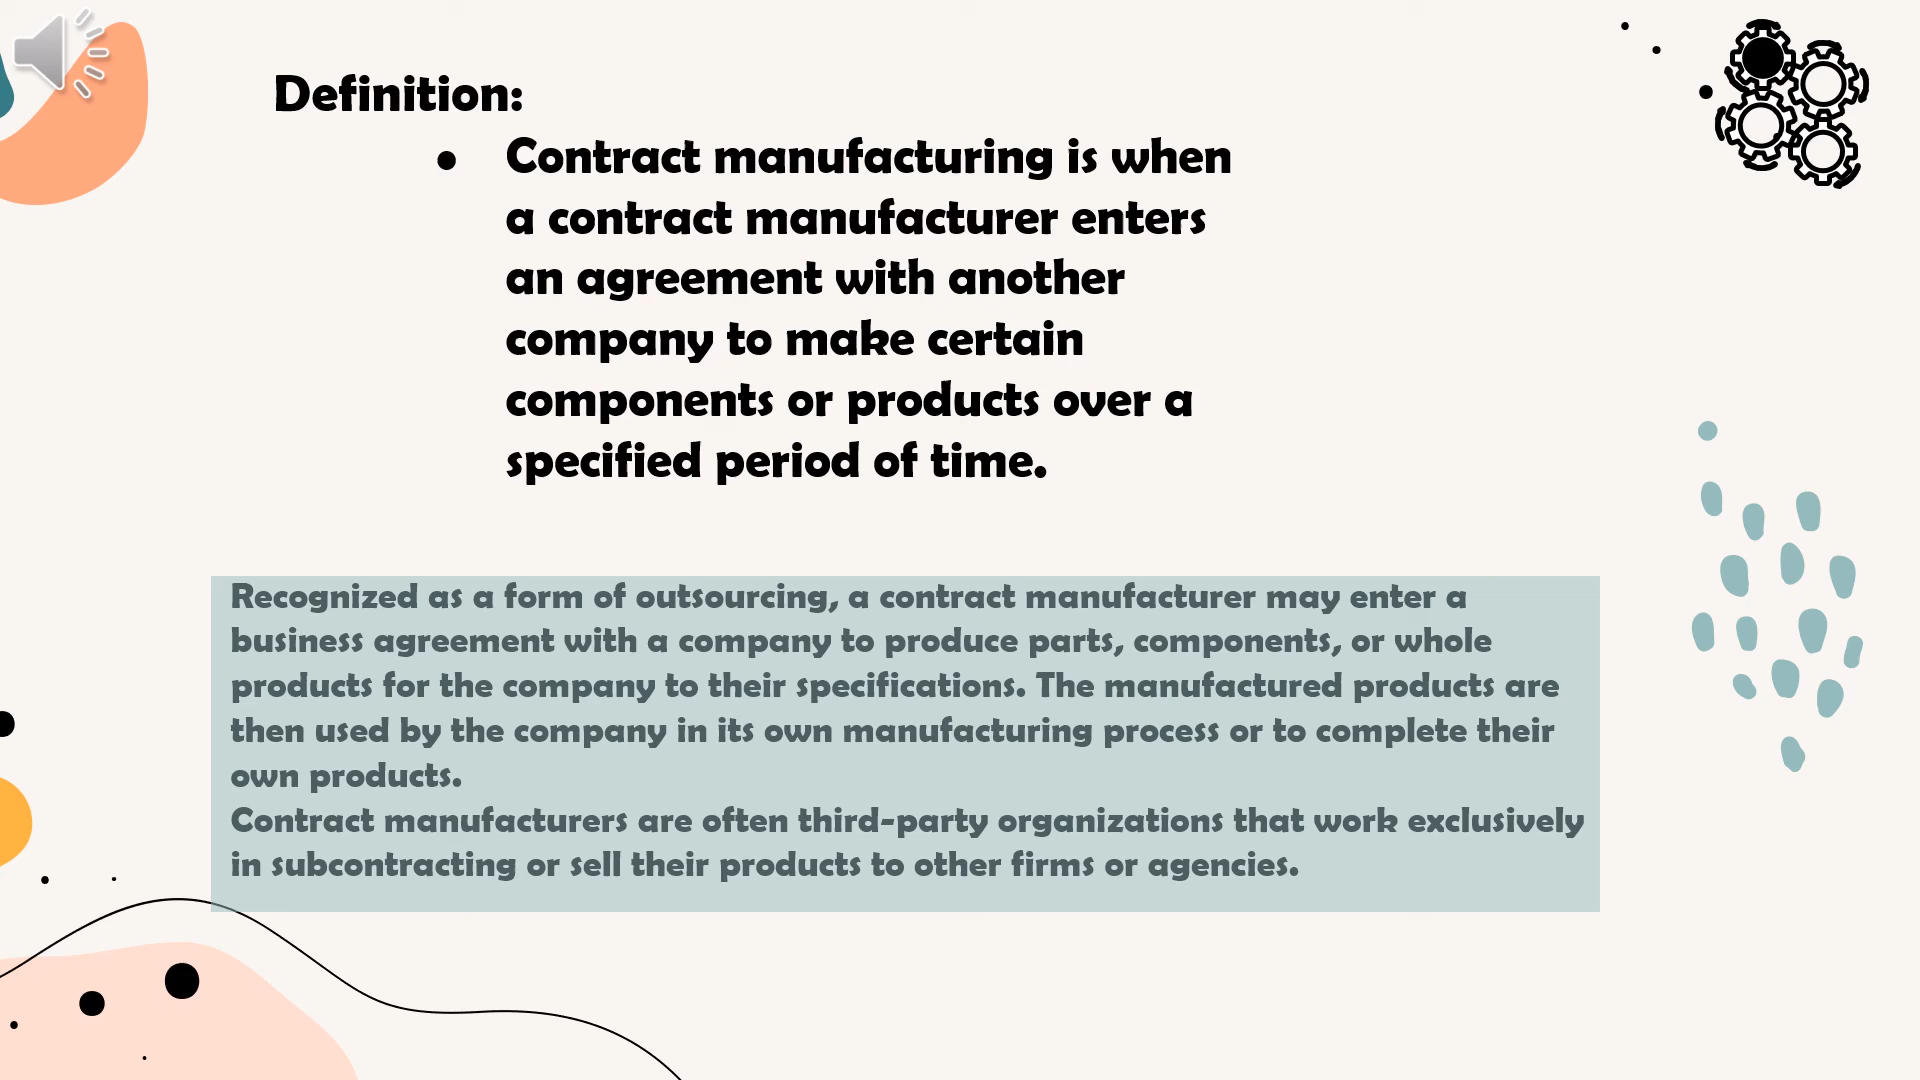 Definition:
● Contract manufacturing is when
a contract manufacturer enters
an agreement with another
company to make certain
components or products over a
specified period of time.
Recognized as a form of outsourcing, a contract manufacturer may enter a
business agreement with a company to produce parts, components, or whole
products for the company to their specifications. The manufactured products are
then used by the company in its own manufacturing process or to complete their
own products.
Contract manufacturers are often third-party organizations that work exclusively
in subcontracting or sell their products to other firms or agencies.